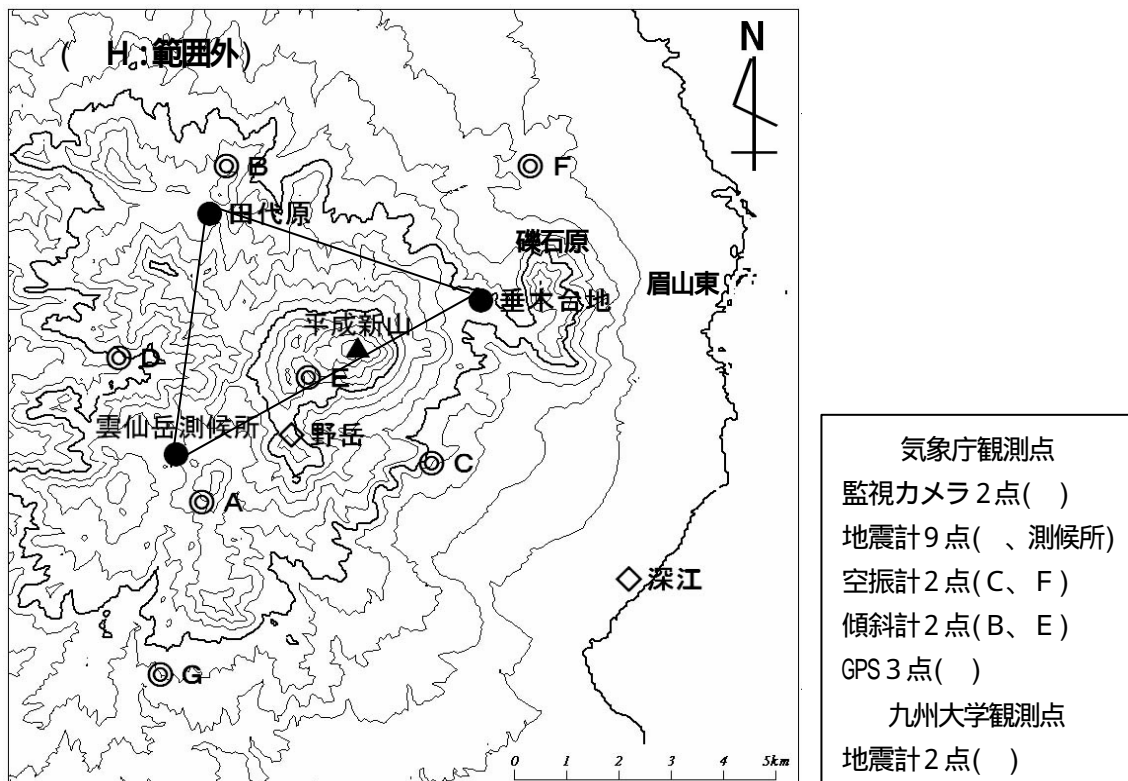 ( H :範囲外)
N
B
F
田代原
礫石原
眉山東
垂木台地
平成新山
D
E
雲仙岳測候所
野岳
C
A
深江
G
0 1 2 3 4 5km
気象庁観測点
監視カメラ2点( )
地震計9点( 、測候所)
空振計2点(C、F)
傾斜計2点(B、E)
GPS3点( )
九州大学観測点
地震計2点( )